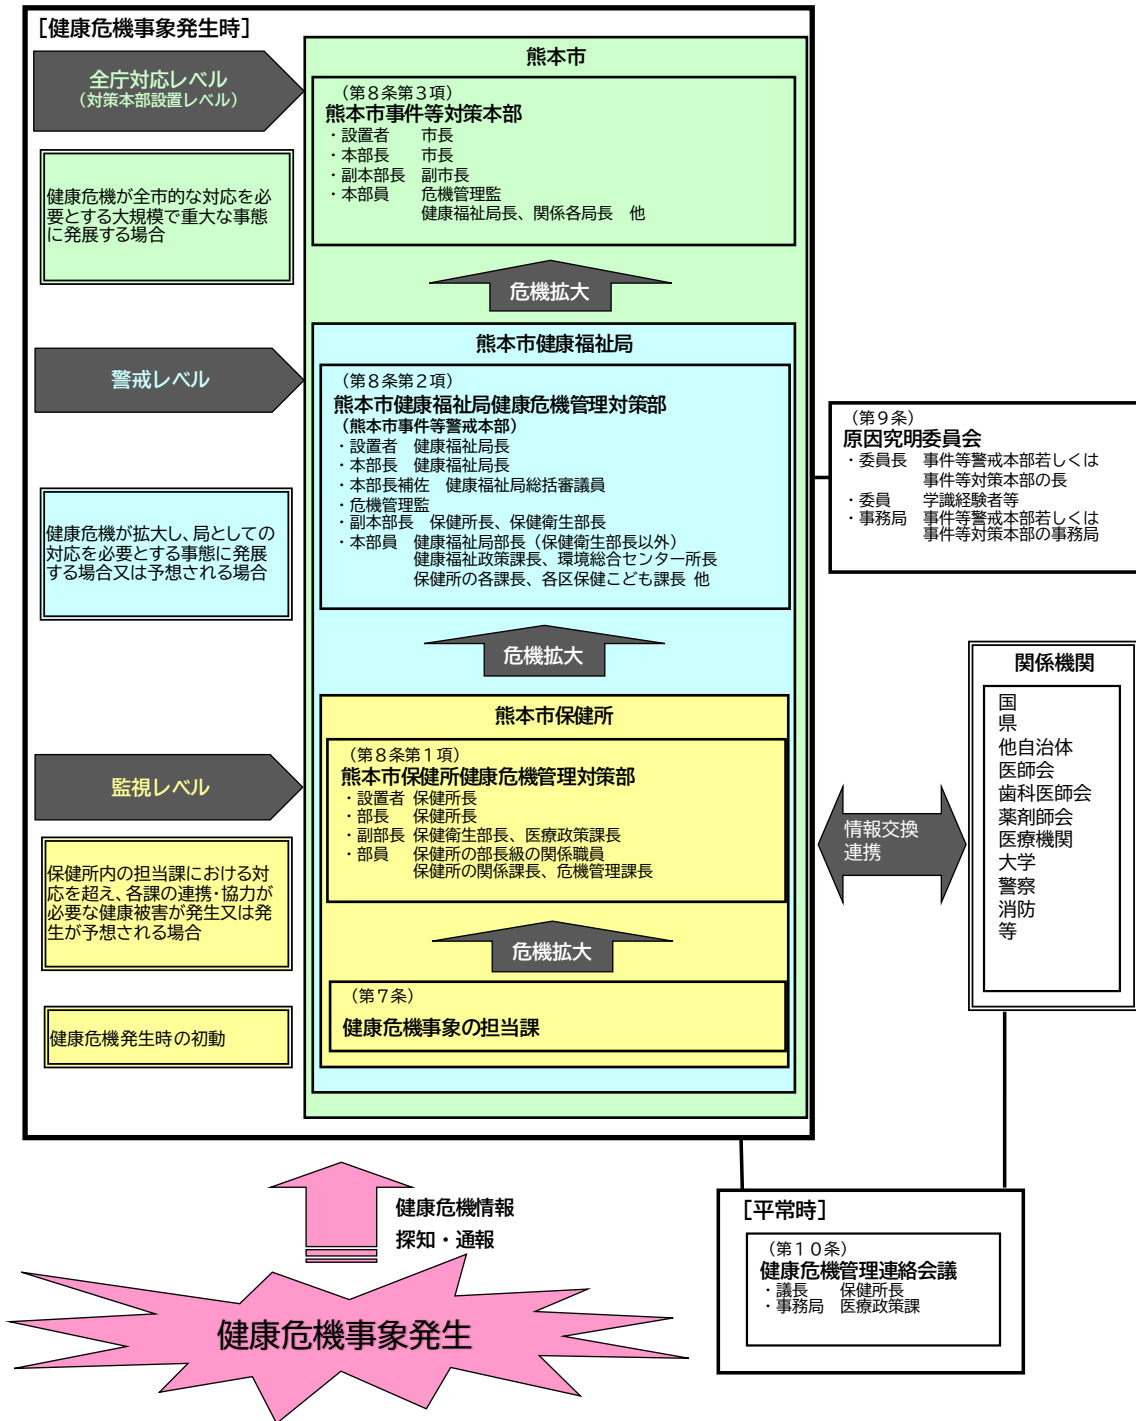 ［健康危機事象発生時］
全庁対応レベル
（対策本部設置レベル）
健康危機が全市的な対応を必
要とする大規模で重大な事態
に発展する場合
熊本市
（第８条第３項）
熊本市事件等対策本部
・設置者　　市長
・本部長　　市長
・副本部長　副市長
・本部員　　危機管理監
健康福祉局長、関係各局長　他
危機拡大
警戒レベル
健康危機が拡大し、局としての
対応を必要とする事態に発展
する場合又は予想される場合
熊本市健康福祉局
（第８条第２項）
熊本市健康福祉局健康危機管理対策部
（熊本市事件等警戒本部）
・設置者　健康福祉局長
・本部長　健康福祉局長
・本部長補佐　健康福祉局総括審議員
・危機管理監
・副本部長　保健所長、保健衛生部長
・本部員　健康福祉局部長（保健衛生部長以外）
健康福祉政策課長、環境総合センター所長
保健所の各課長、各区保健こども課長 他
危機拡大
監視レベル
保健所内の担当課における対
応を超え、各課の連携・協力が
必要な健康被害が発生又は発
生が予想される場合
健康危機発生時の初動
熊本市保健所
（第８条第１項）
熊本市保健所健康危機管理対策部
・設置者 保健所長
・部長　 保健所長
・副部長 保健衛生部長、医療政策課長
・部員　 保健所の部長級の関係職員
保健所の関係課長、危機管理課長
危機拡大
（第７条）
健康危機事象の担当課
（第９条）
原因究明委員会
・委員長　事件等警戒本部若しくは
事件等対策本部の長
・委員　　学識経験者等
・事務局　事件等警戒本部若しくは
事件等対策本部の事務局
情報交換
連携
関係機関
国
県
他自治体
医師会
歯科医師会
薬剤師会
医療機関
大学
警察
消防
等
健康危機情報
探知・通報
健康危機事象発生
［平常時］
（第１０条）
健康危機管理連絡会議
・議長　　保健所長
・事務局　医療政策課